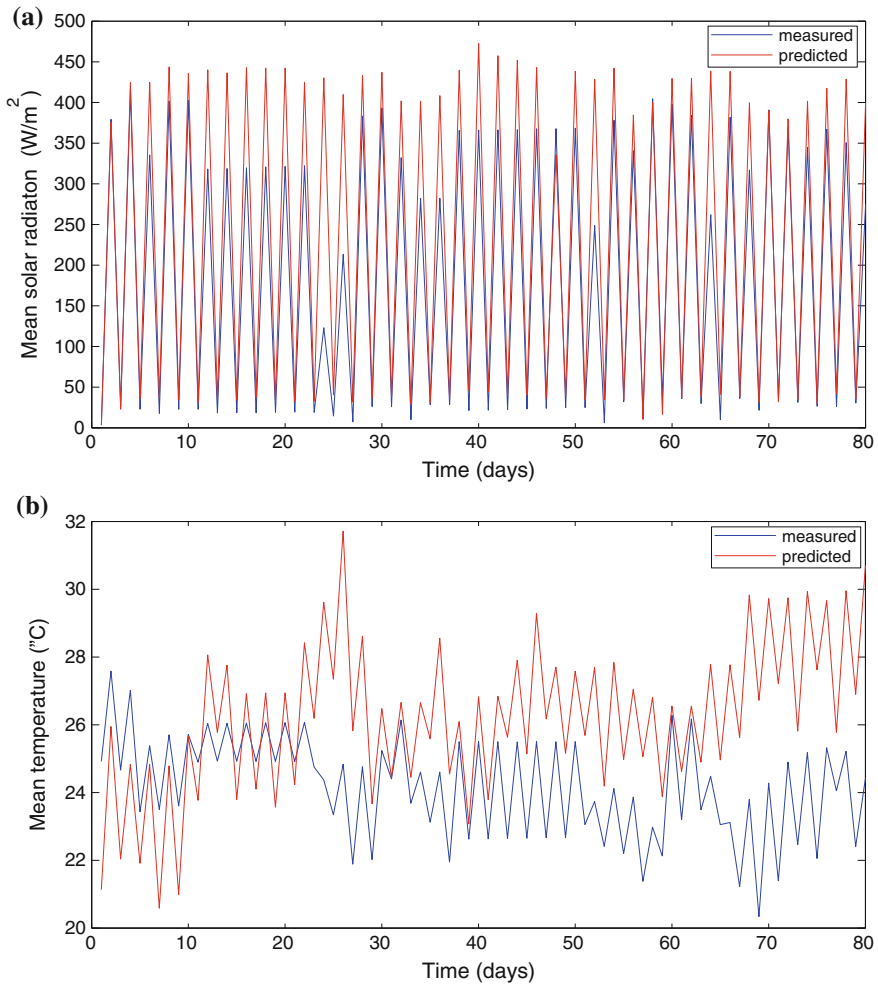 (a)
500
450
400
350
300
250
200
150
100
50
0
Mean solar radiaton (W/m²)
measured
predicted
0 10 20 30 40 50 60 70 80
Time (days)
(b)
32
30
28
26
24
22
20
Mean temperature (”C)
measured
predicted
0 10 20 30 40 50 60 70 80
Time (days)